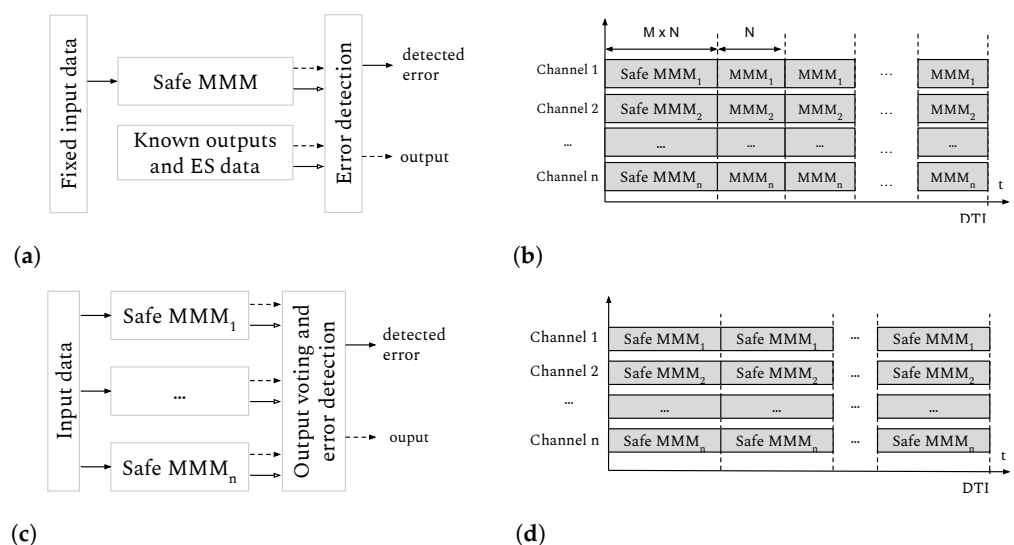 Fixed input data
Safe MMM
Known outputs
and ES data
Error detection
detected
error
output
(a)
M x N
N
Channel 1
Safe MMM1
MMM1
MMM1
...
MMM1
Channel 2
Safe MMM2
MMM2
MMM2
...
MMM2
...
...
...
...
...
...
Channel n
Safe MMMn
MMMn
MMMn
...
MMMn
t
DTI
(b)
Input data
Safe MMM1
...
Safe MMMn
Output voting and
error detection
detected
error
ouput
(c)
Channel 1
Safe MMM1
Safe MMM1
...
Safe MMM1
Channel 2
Safe MMM2
Safe MMM2
...
Safe MMM2
...
...
...
...
...
Channel n
Safe MMMn
Safe MMMn
...
Safe MMMn
t
DTI
(d)